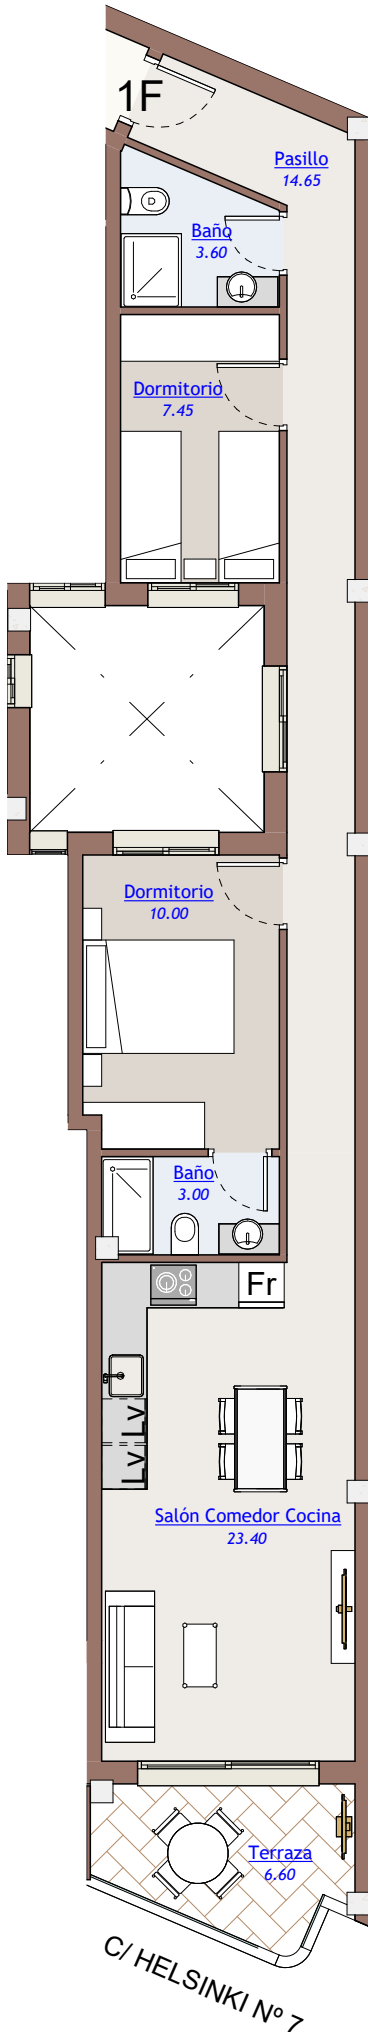 1F
Pasillo
14.65
D
Baño
3.60
Dormitorio
7.45
Dormitorio
10.00
Baño
3.00
Fr
Lv
Lv
Salón Comedor Cocina
23.40
Terraza
6.60
C/ HELSINKI Nº 7